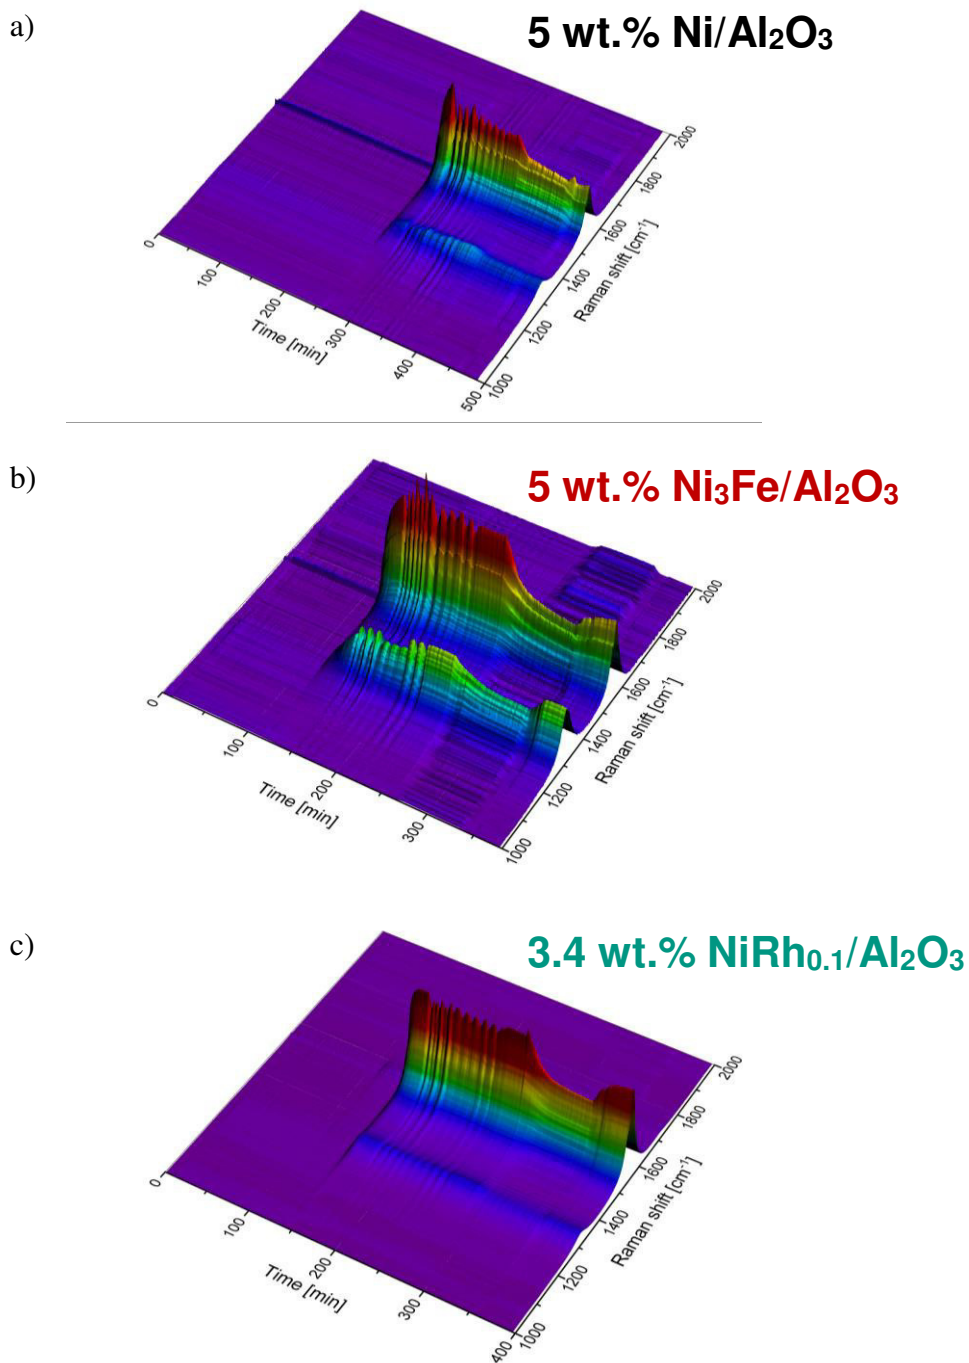 a)
5 wt.% Ni/Al₂O₃
2000
1800
1600
1400
1200
1000
Raman shift [cm⁻¹]
0
100
200
300
400
500
Time [min]
b)
5 wt.% Ni₃Fe/Al₂O₃
2000
1800
1600
1400
1200
1000
Raman shift [cm⁻¹]
0
100
200
300
Time [min]
c)
3.4 wt.% NiRh₀.₁/Al₂O₃
2000
1800
1600
1400
1200
1000
Raman shift [cm⁻¹]
0
100
200
300
400
Time [min]